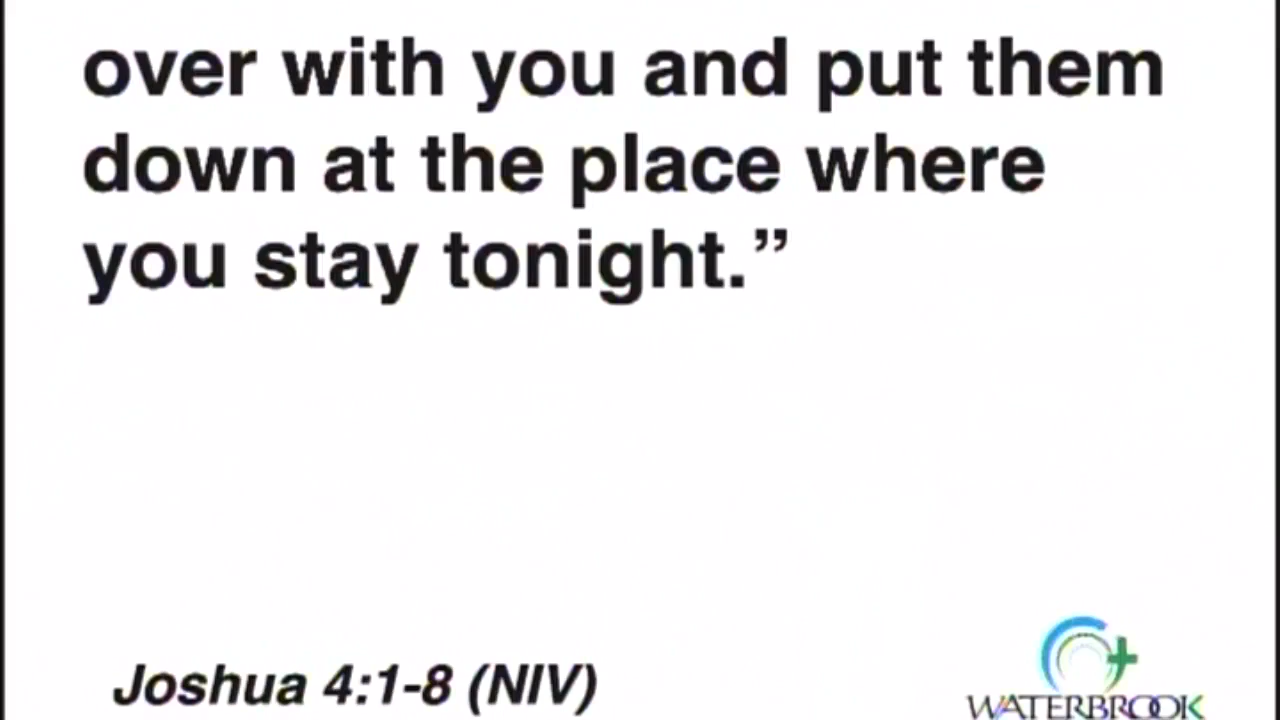 over with you and put them
down at the place where
you stay tonight.”
Joshua 4:1-8 (NIV)
WATERBROOK